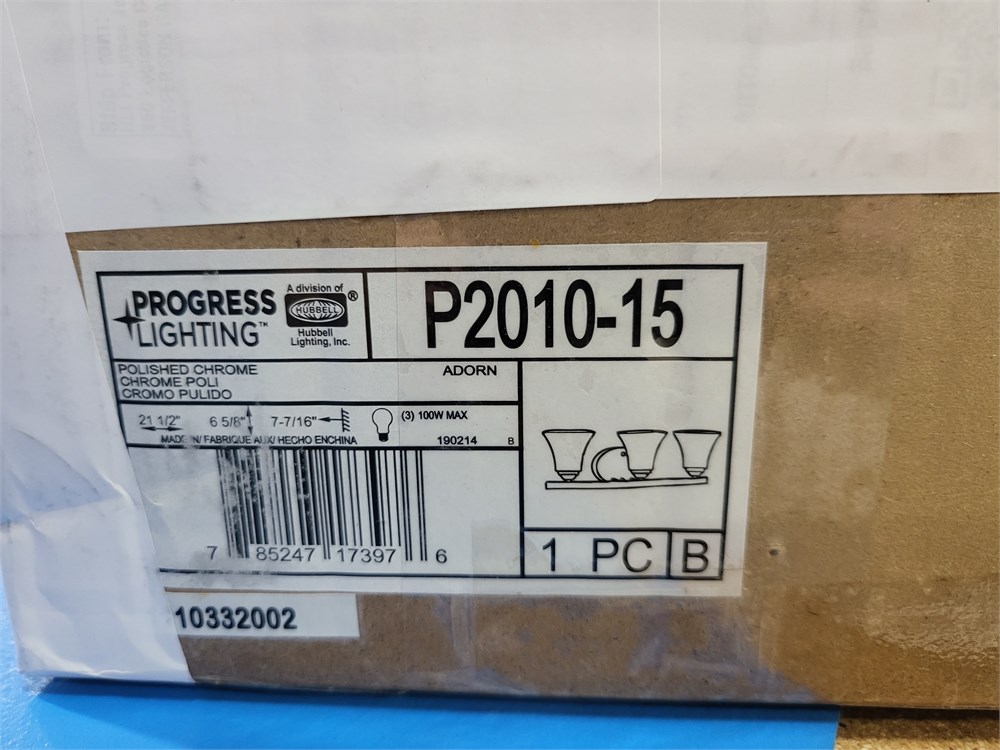 PROGRESS
LIGHTING™
A division of
HUBBELL
®
Hubbell
Lighting, Inc.
P2010-15
POLISHED CHROME
CHROME POLI
CROMO PULIDO
ADORN
21 1/2" 6 5/8" 7-7/16" (3) 100W MAX
MADE IN/ FABRIQUE AUX/ HECHO ENCHINA 190214 B
7 85247 17397 6
1 PC B
10332002